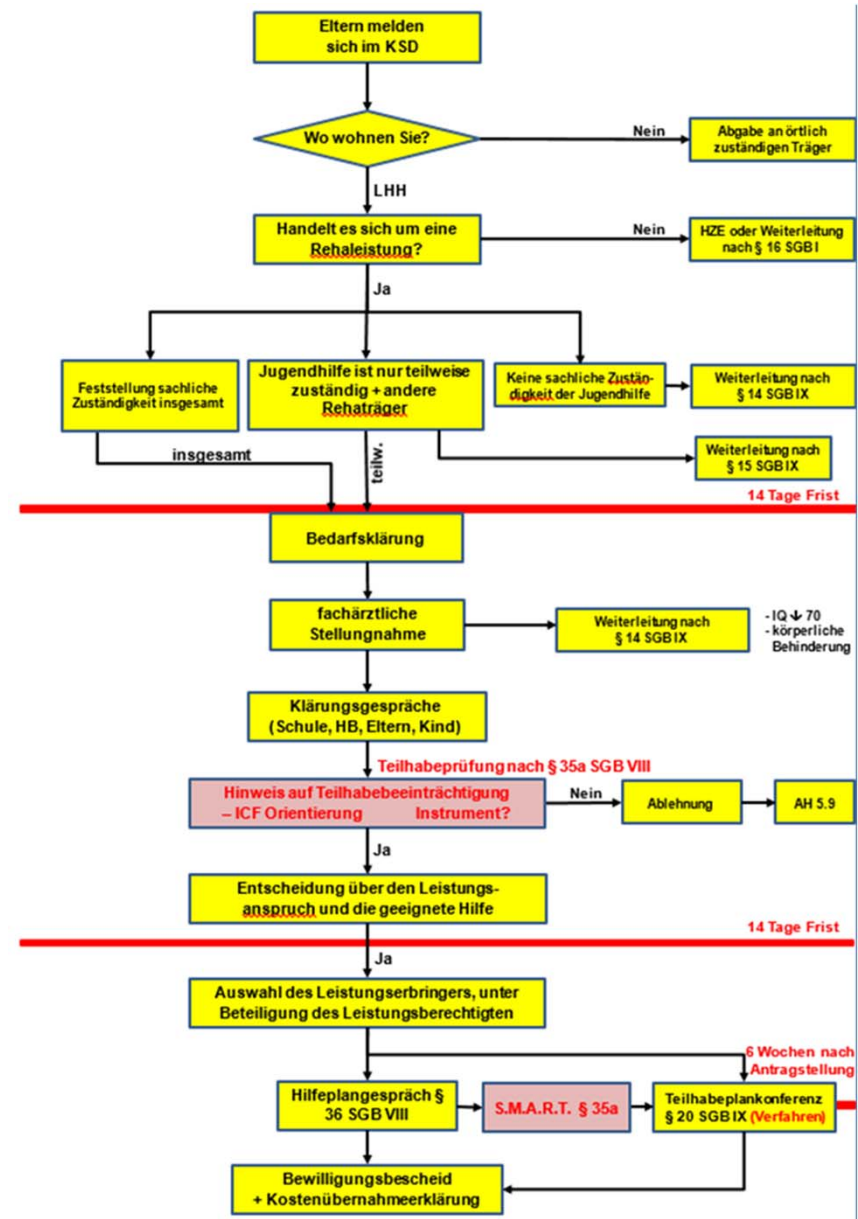 Eltern melden
sich im KSD
Wo wohnen Sie?
Nein
Abgabe an örtlich
zuständigen Träger
LHH
Handelt es sich um eine
Rehaleistung?
Nein
HZE oder Weiterleitung
nach § 16 SGB I
Ja
Feststellung sachliche
Zuständigkeit insgesamt
Jugendhilfe ist nur teilweise
zuständig + andere
Rehaträger
Keine sachliche Zustän-
digkeit der Jugendhilfe
Weiterleitung nach
§ 14 SGB IX
insgesamt
teilw.
Weiterleitung nach
§ 15 SGB IX
14 Tage Frist
Bedarfsklärung
fachärztliche
Stellungnahme
Weiterleitung nach
§ 14 SGB IX
- IQ ↓ 70
- körperliche
Behinderung
Klärungsgespräche
(Schule, HB, Eltern, Kind)
Teilhabeprüfung nach § 35a SGB VIII
Hinweis auf Teilhabebeeinträchtigung
– ICF Orientierung Instrument?
Nein
Ablehnung
AH 5.9
Ja
Entscheidung über den Leistungs-
anspruch und die geeignete Hilfe
14 Tage Frist
Ja
Auswahl des Leistungserbringers, unter
Beteiligung des Leistungsberechtigten
6 Wochen nach
Antragstellung
Hilfeplangespräch §
36 SGB VIII
S.M.A.R.T. § 35a
Teilhabeplankonferenz
§ 20 SGB IX (Verfahren)
Bewilligungsbescheid
+ Kostenübernahmeerklärung